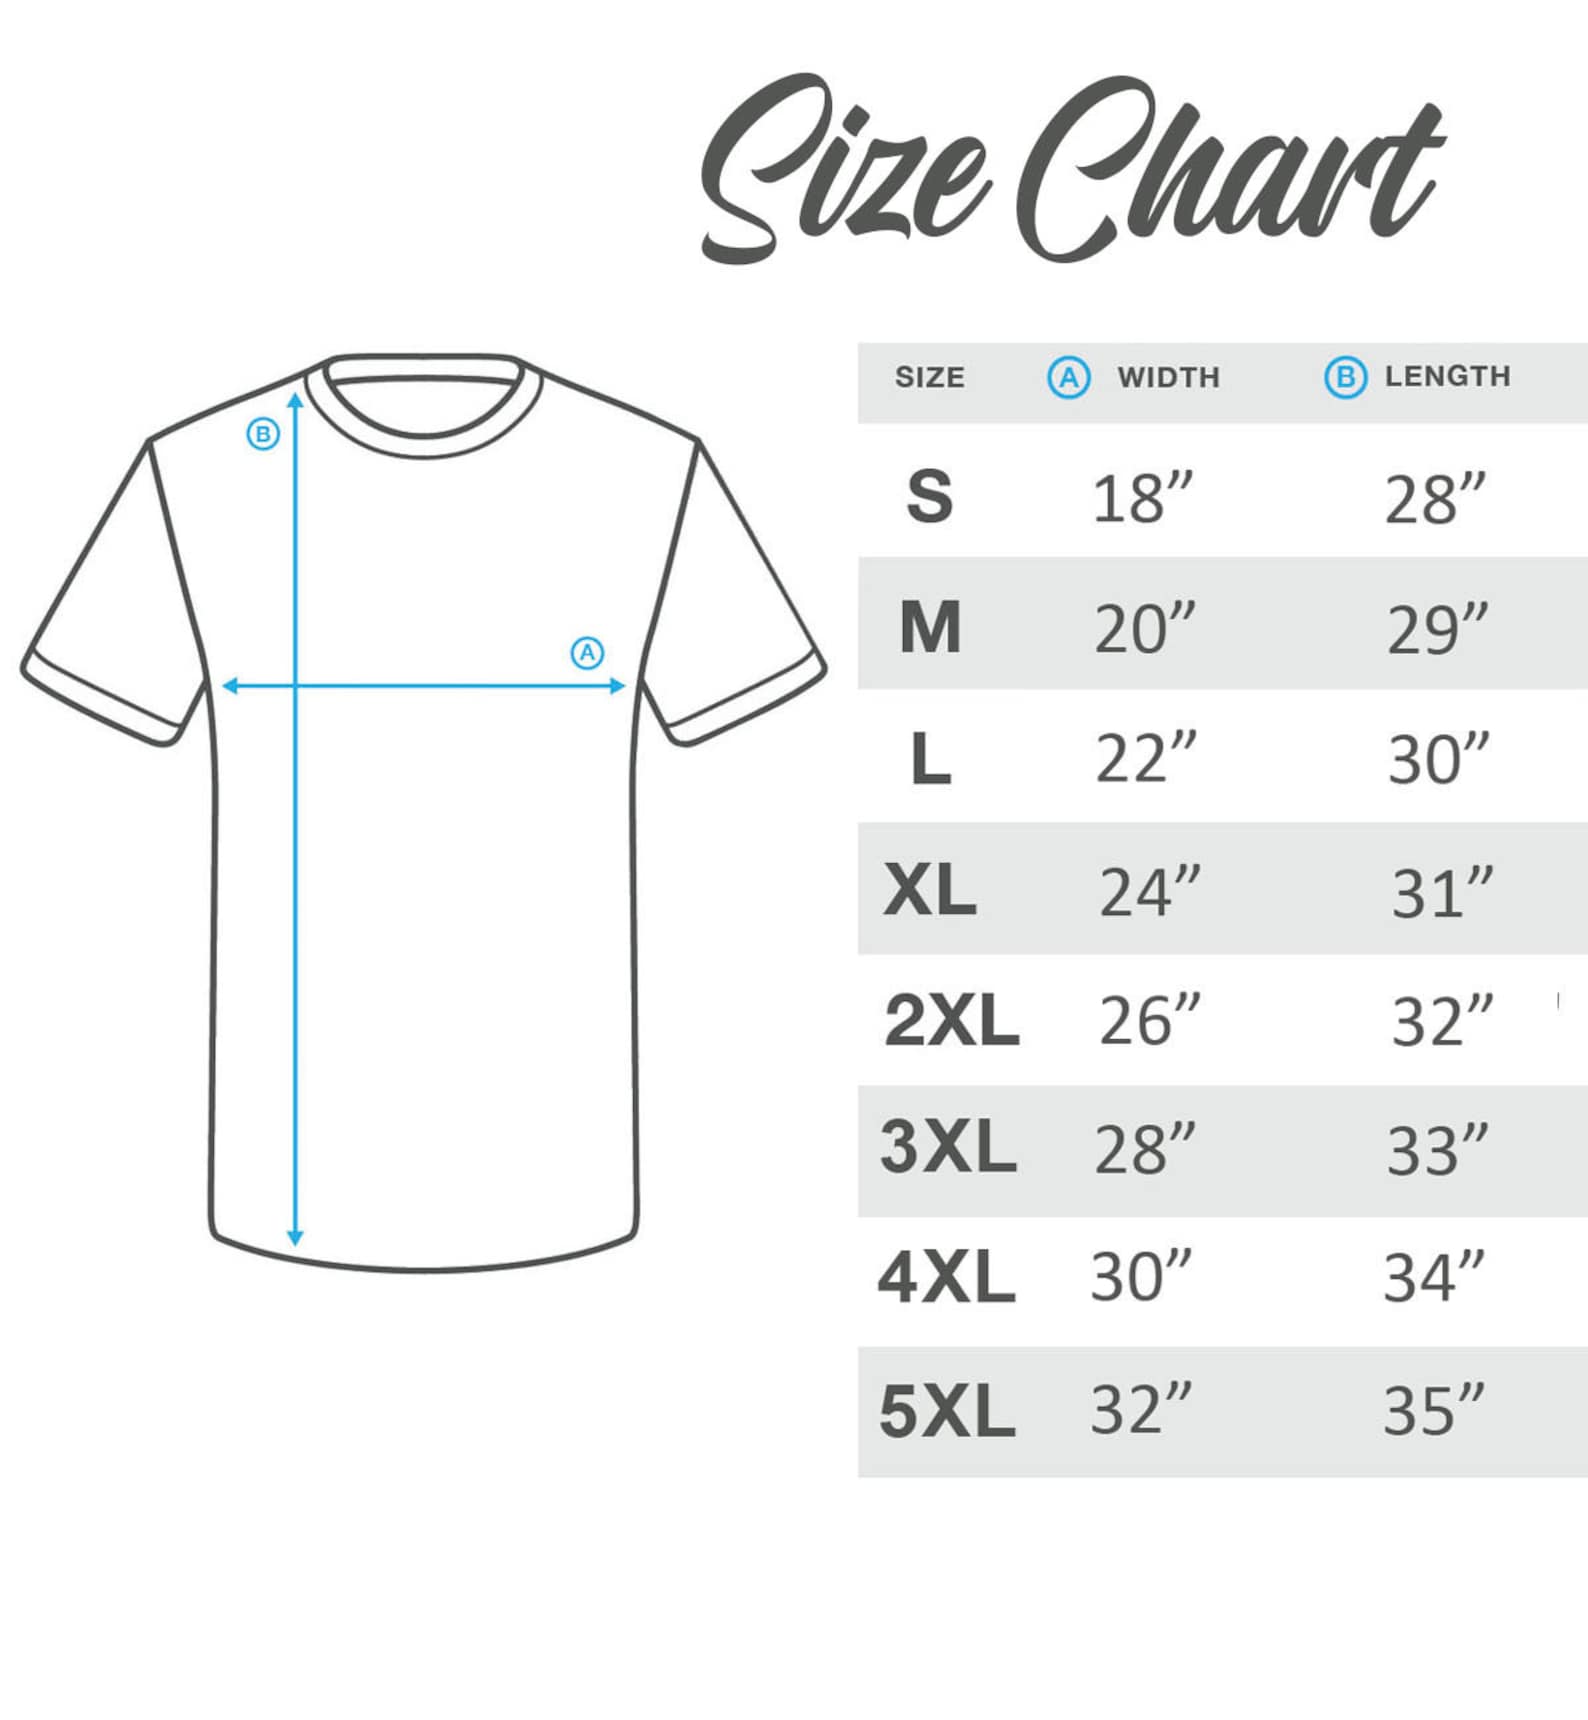 Size Chart
SIZE A WIDTH B LENGTH
B
S 18” 28”
M 20” 29”
A
L 22” 30”
XL 24” 31”
2XL 26” 32”
3XL 28” 33”
4XL 30” 34”
5XL 32” 35”